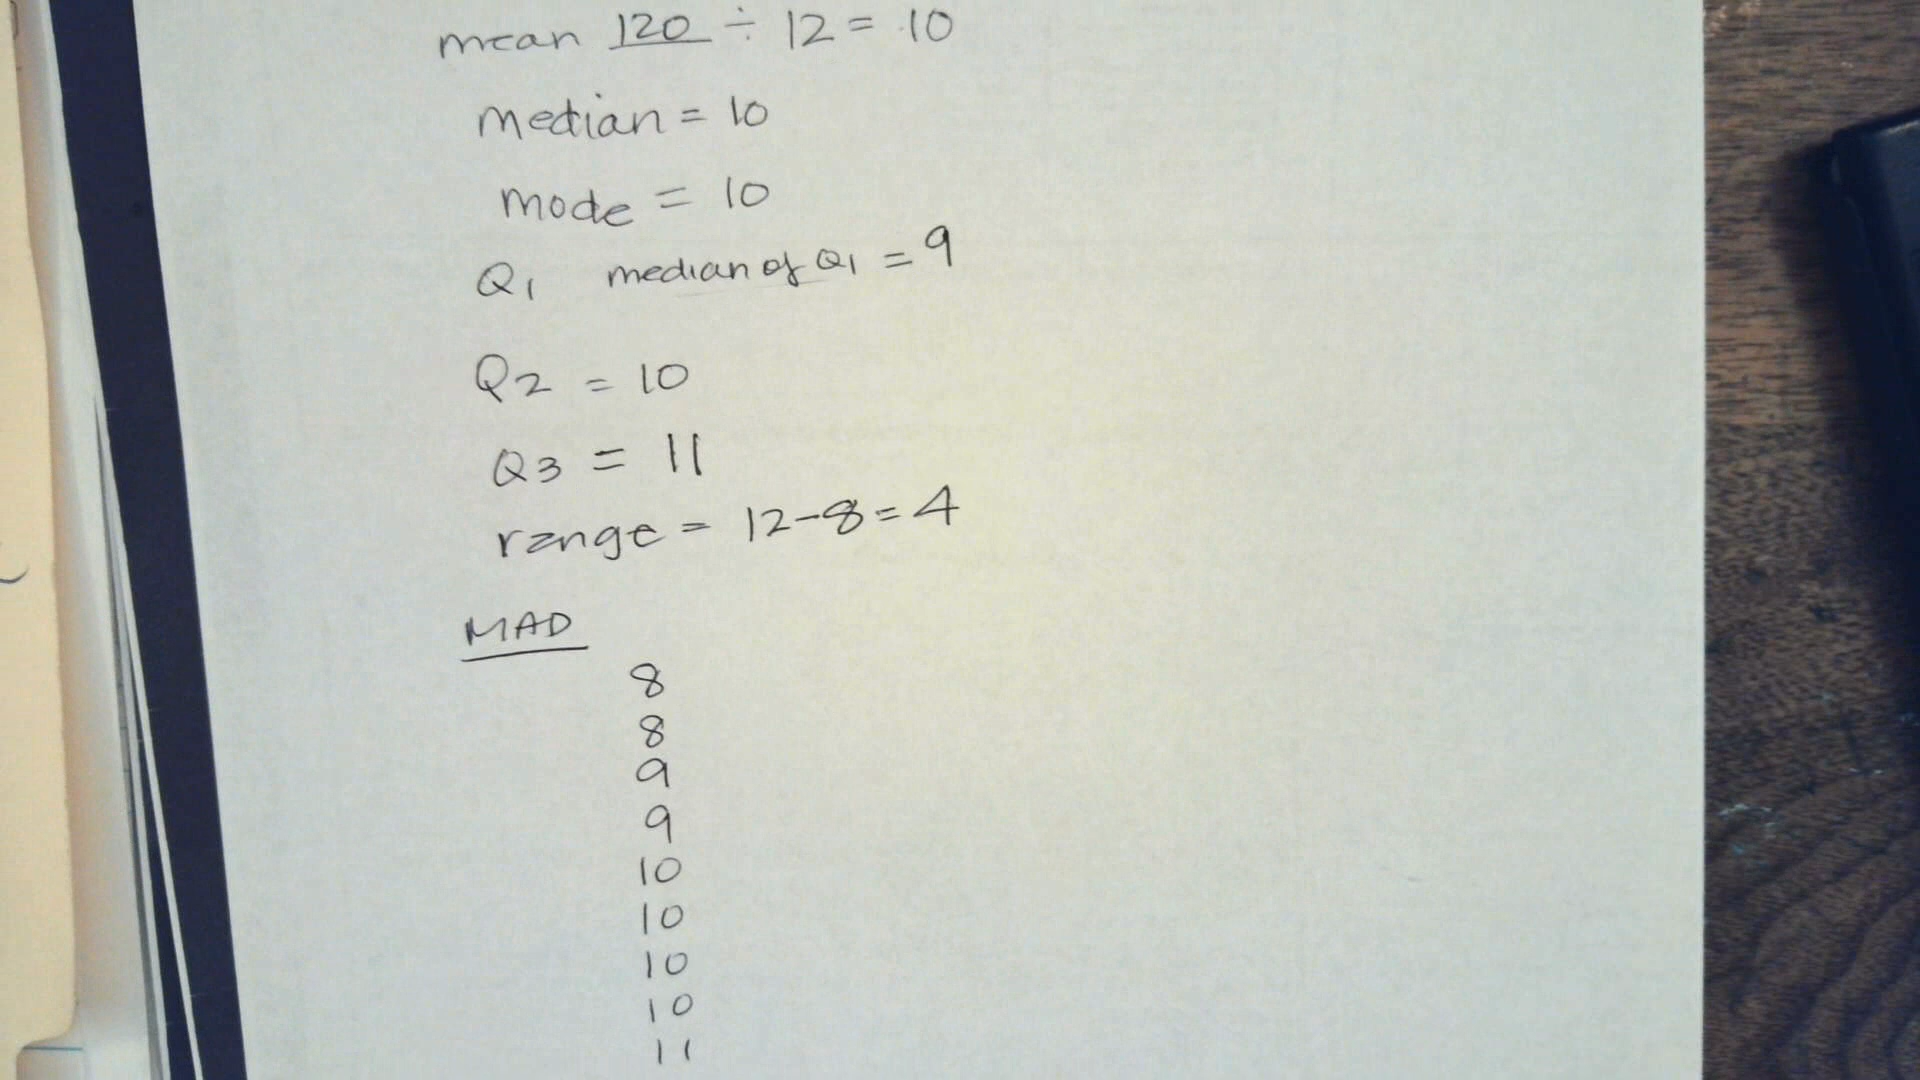 mean 120 ÷ 12 = 10
median = 10
mode = 10
Q1 median of Q1 = 9
Q2 = 10
Q3 = 11
range = 12-8=4
MAD
8
8
9
9
10
10
10
10
11